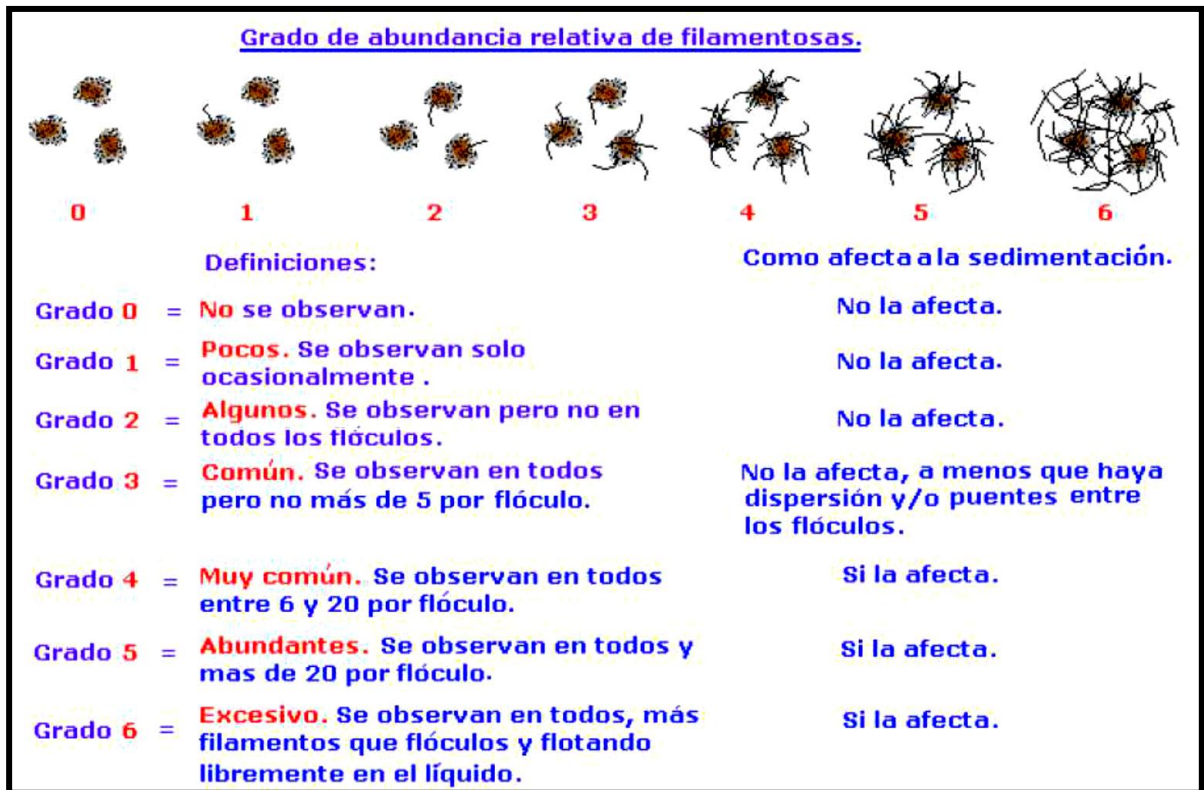 Grado de abundancia relativa de filamentosas.
0 1 2 3 4 5 6
Definiciones:
Como afecta a la sedimentación.
Grado 0 = No se observan.
No la afecta.
Grado 1 = Pocos. Se observan solo
ocasionalmente .
No la afecta.
Grado 2 = Algunos. Se observan pero no en
todos los flóculos.
No la afecta.
Grado 3 = Común. Se observan en todos
pero no más de 5 por flóculo.
No la afecta, a menos que haya
dispersión y/o puentes entre
los flóculos.
Grado 4 = Muy común. Se observan en todos
entre 6 y 20 por flóculo.
Si la afecta.
Grado 5 = Abundantes. Se observan en todos y
mas de 20 por flóculo.
Si la afecta.
Grado 6 = Excesivo. Se observan en todos, más
filamentos que flóculos y flotando
libremente en el líquido.
Si la afecta.